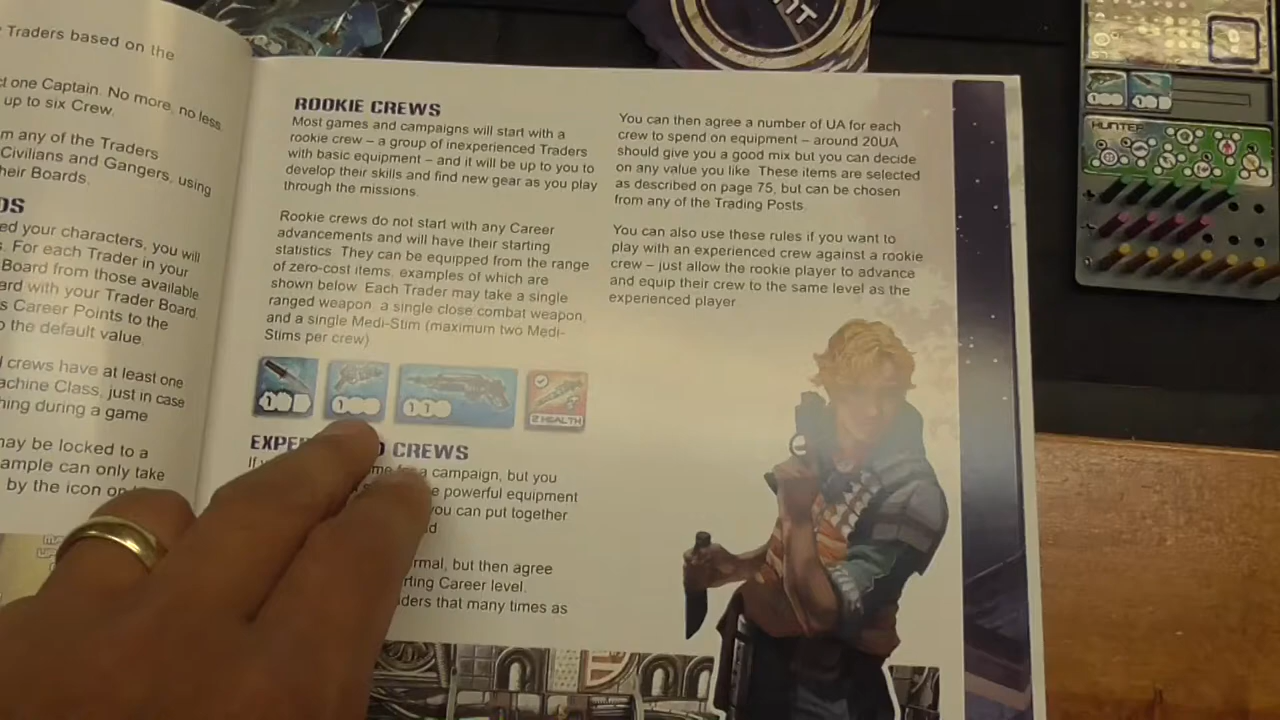 Traders based on the
ct one Captain. No more, no less.
up to six Crew.
m any of the Traders
Civilians and Gangers, using
heir Boards.
DS
ed your characters, you will
s. For each Trader in your
Board from those available
ard with your Trader Board.
s Career Points to the
o the default value.
l crews have at least one
achine Class, just in case
hing during a game
may be locked to a
ample can only take
by the icon on
ROOKIE CREWS
Most games and campaigns will start with a
rookie crew – a group of inexperienced Traders
with basic equipment – and it will be up to you to
develop their skills and find new gear as you play
through the missions.
Rookie crews do not start with any Career
advancements and will have their starting
statistics. They can be equipped from the range
of zero-cost items, examples of which are
shown below. Each Trader may take a single
ranged weapon, a single close combat weapon,
and a single Medi-Stim (maximum two Medi-
Stims per crew)
1
1
1 1
2 HEALTH
EXPE D CREWS
If y me for a campaign, but you
e powerful equipment
you can put together
d
rmal, but then agree
rting Career level.
aders that many times as
You can then agree a number of UA for each
crew to spend on equipment – around 20UA
should give you a good mix but you can decide
on any value you like. These items are selected
as described on page 75, but can be chosen
from any of the Trading Posts.
You can also use these rules if you want to
play with an experienced crew against a rookie
crew – just allow the rookie player to advance
and equip their crew to the same level as the
experienced player
HUNTER